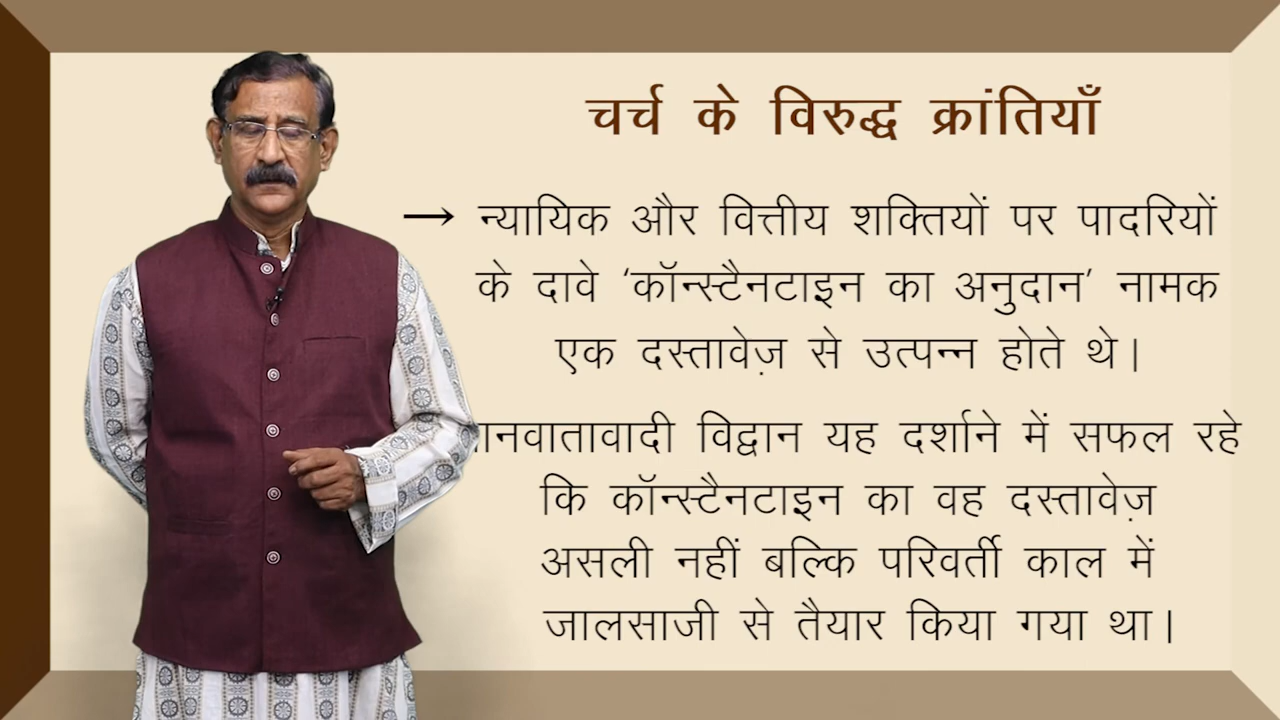 चर्च के विरुद्ध क्रांतियाँ
→ न्यायिक और वित्तीय शक्तियों पर पादरियों
के दावे ‘कॉन्स्टैनटाइन का अनुदान’ नामक
एक दस्तावेज़ से उत्पन्न होते थे।
विद्वान यह दर्शाने में सफल रहे
कि कॉन्स्टैनटाइन का वह दस्तावेज़
असली नहीं बल्कि परिवर्ती काल में
जालसाजी से तैयार किया गया था।